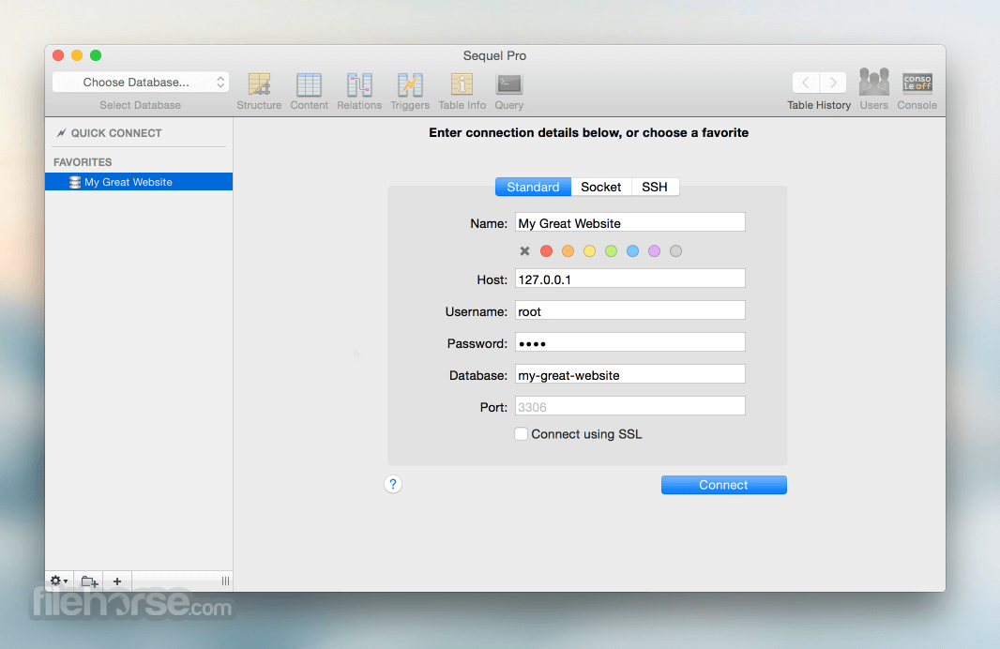 Sequel Pro
Choose Database...
Select Database
Structure
Content
Relations
Triggers
Table Info
Query
Table History
Users
conso
le off
Console
QUICK CONNECT
FAVORITES
My Great Website
Enter connection details below, or choose a favorite
Standard Socket SSH
Name: My Great Website
Host: 127.0.0.1
Username: root
Password: ••••
Database: my-great-website
Port: 3306
Connect using SSL
? Connect
filehorse.com